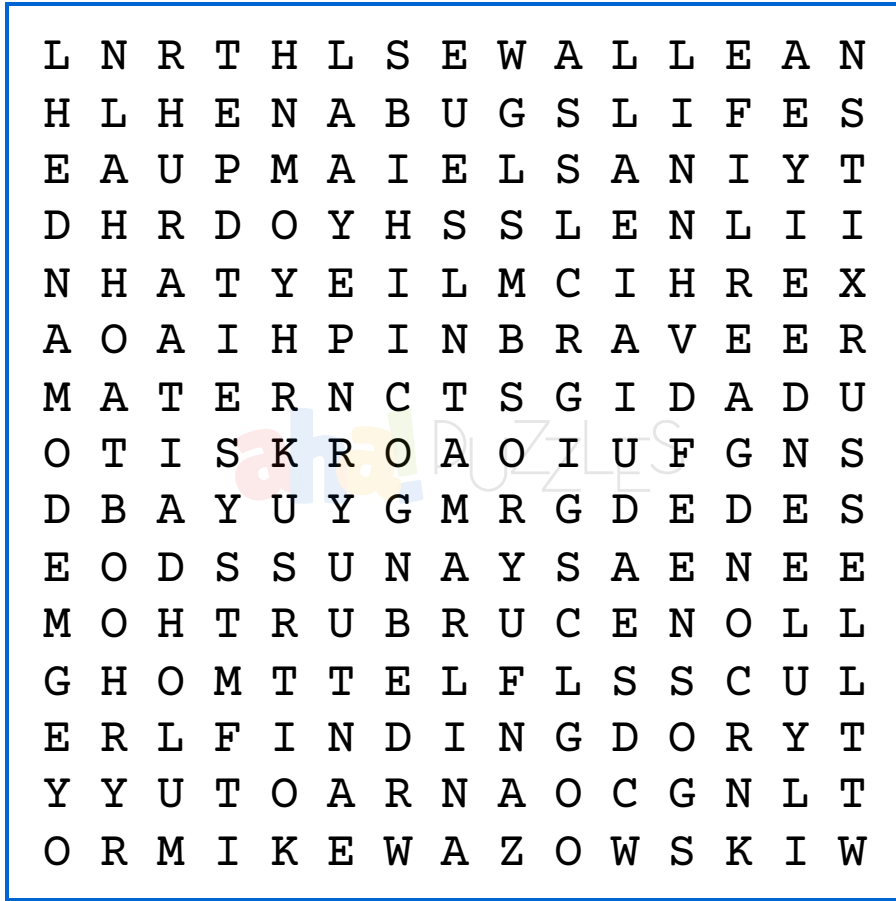 L N R T H L S E W A L L E A N
H L H E N A B U G S L I F E S
E A U P M A I E L S A N I Y T
D H R D O Y H S S L E N L I I
N H A T Y E I L M C I H R E X
A O A I H P I N B R A V E E R
M A T E R N C T S G I D A D U
O T I S K R O A O I U F G N S
aha! PUZZLES
D B A Y U Y G M R G D E D E S
E O D S S U N A Y S A E N E E
M O H T R U B R U C E N O L L
G H O M T T E L F L S S C U L
E R L F I N D I N G D O R Y T
Y Y U T O A R N A O C G N L T
O R M I K E W A Z O W S K I W